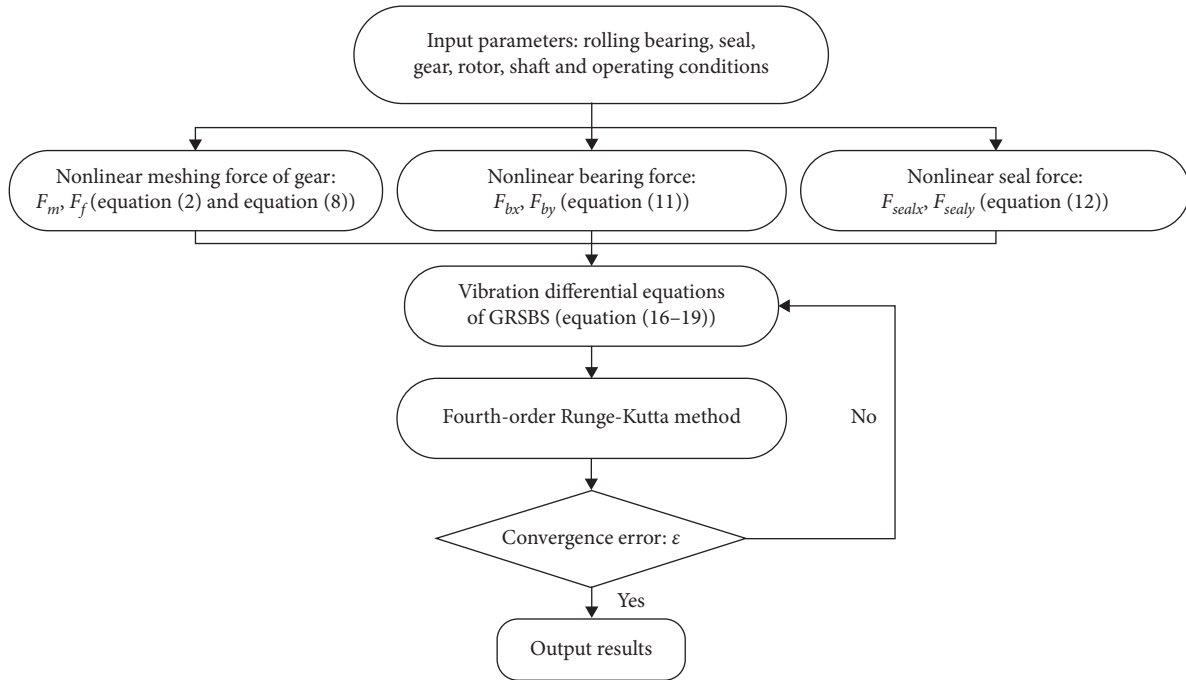 Input parameters: rolling bearing, seal,
gear, rotor, shaft and operating conditions
Nonlinear meshing force of gear:
Fm, Ff (equation (2) and equation (8))
Nonlinear bearing force:
Fbx, Fby (equation (11))
Nonlinear seal force:
Fsealx, Fsealy (equation (12))
Vibration differential equations
of GRSBS (equation (16–19))
Fourth-order Runge-Kutta method
No
Convergence error: ε
Yes
Output results